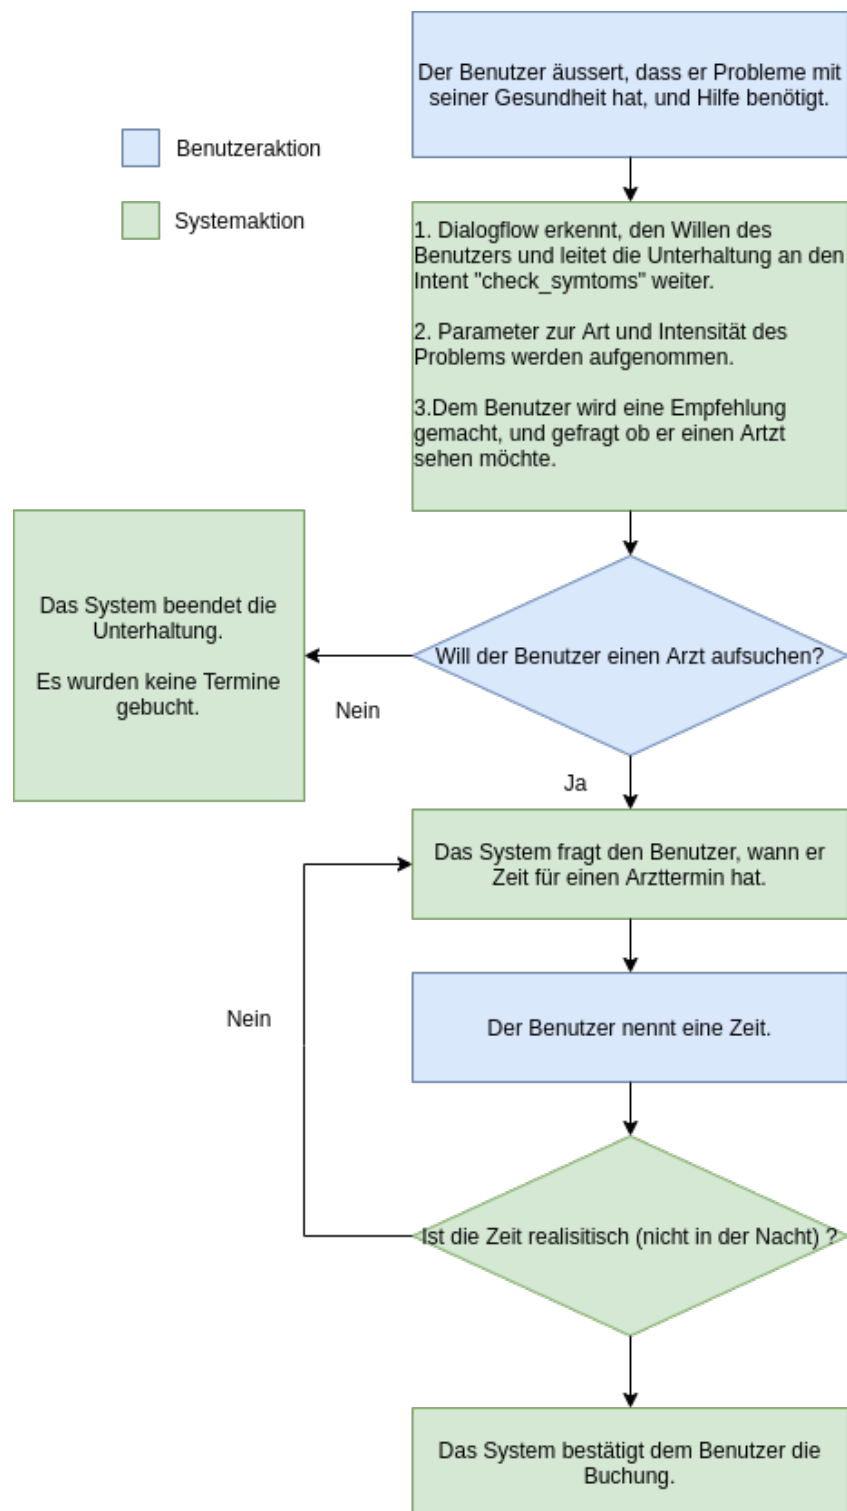 Der Benutzer äussert, dass er Probleme mit
seiner Gesundheit hat, und Hilfe benötigt.
Benutzeraktion
Systemaktion
1. Dialogflow erkennt, den Willen des
Benutzers und leitet die Unterhaltung an den
Intent "check_symtoms" weiter.
2. Parameter zur Art und Intensität des
Problems werden aufgenommen.
3.Dem Benutzer wird eine Empfehlung
gemacht, und gefragt ob er einen Artzt
sehen möchte.
Das System beendet die
Unterhaltung.
Es wurden keine Termine
gebucht.
Will der Benutzer einen Arzt aufsuchen?
Nein
Ja
Das System fragt den Benutzer, wann er
Zeit für einen Arzttermin hat.
Nein
Der Benutzer nennt eine Zeit.
Ist die Zeit realisitisch (nicht in der Nacht) ?
Das System bestätigt dem Benutzer die
Buchung.